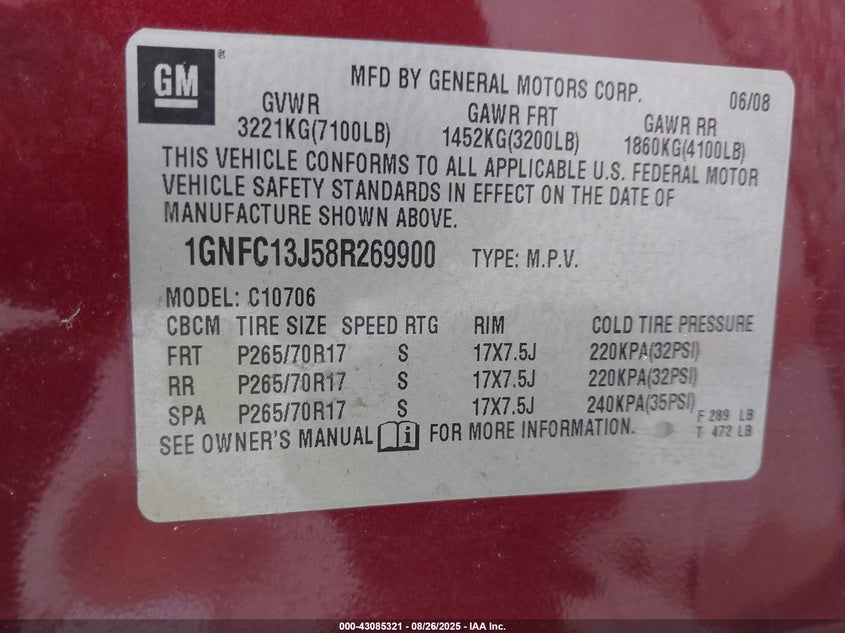 GM ®
MFD BY GENERAL MOTORS CORP. 06/08
GVWR GAWR FRT GAWR RR
3221KG(7100LB) 1452KG(3200LB) 1860KG(4100LB)
THIS VEHICLE CONFORMS TO ALL APPLICABLE U.S. FEDERAL MOTOR
VEHICLE SAFETY STANDARDS IN EFFECT ON THE DATE OF
MANUFACTURE SHOWN ABOVE.
1GNFC13J58R269900 TYPE: M.P.V.
MODEL: C10706
CBCM TIRE SIZE SPEED RTG RIM COLD TIRE PRESSURE
FRT P265/70R17 S 17X7.5J 220KPA(32PSI)
RR P265/70R17 S 17X7.5J 220KPA(32PSI)
SPA P265/70R17 S 17X7.5J 240KPA(35PSI)
F 289 LB
T 472 LB
SEE OWNER'S MANUAL i FOR MORE INFORMATION.
000-43085321 - 08/26/2025 - IAA Inc.